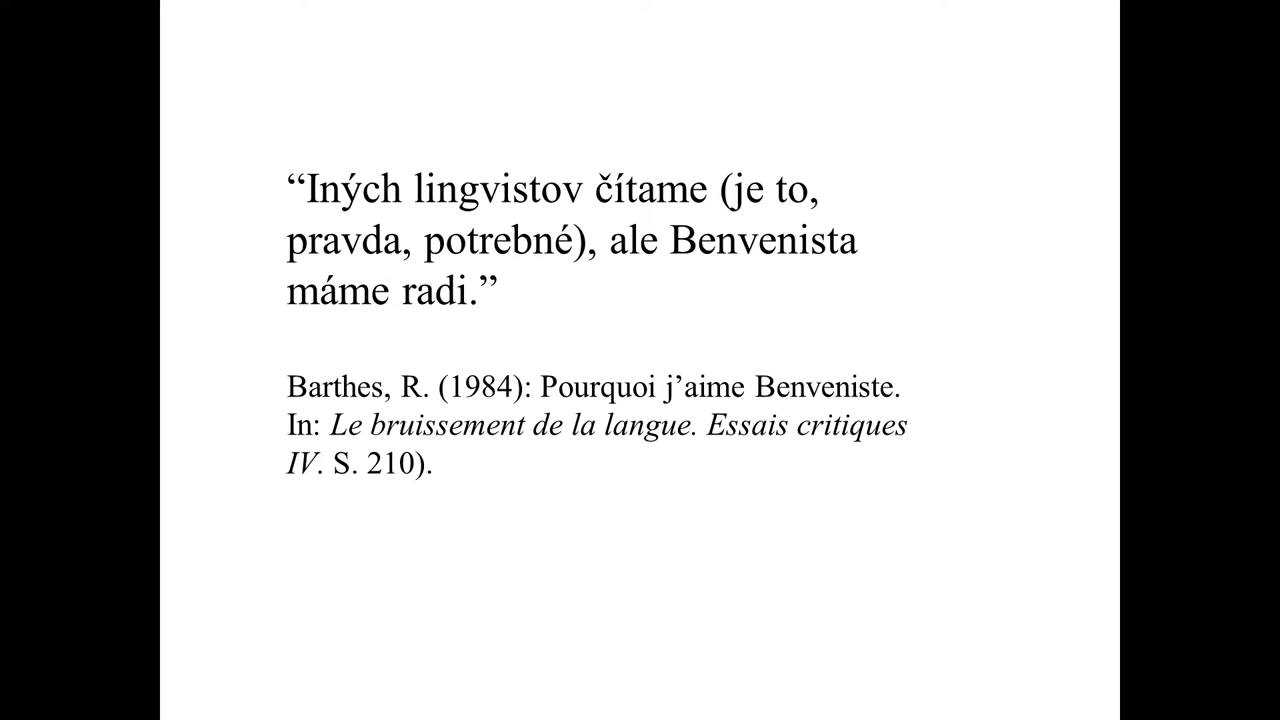 “Iných lingvistov čítame (je to,
pravda, potrebné), ale Benvenista
máme radi.”
Barthes, R. (1984): Pourquoi j’aime Benveniste.
In: Le bruissement de la langue. Essais critiques
IV. S. 210).